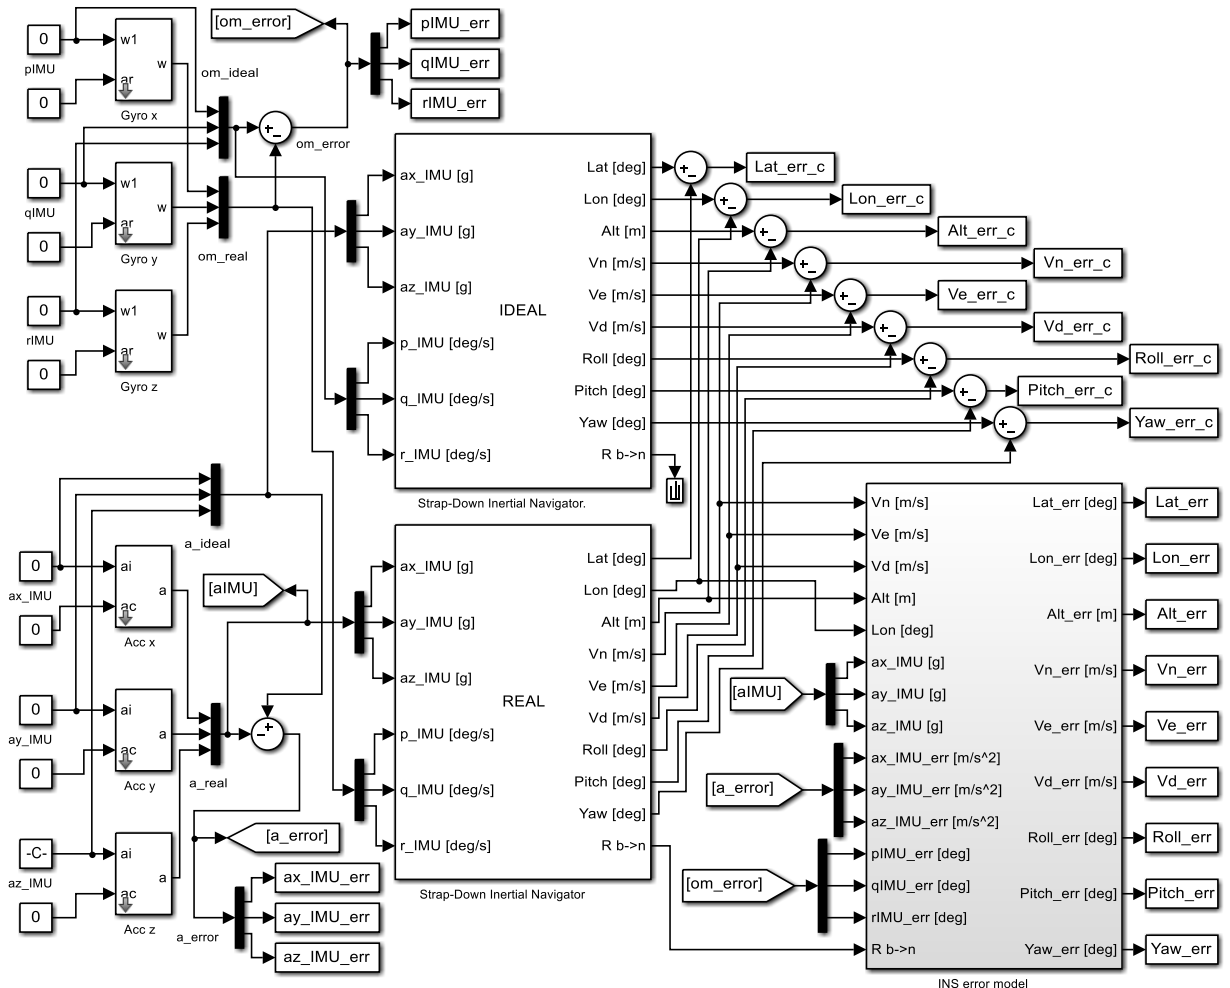 0
pIMU
0
w1
ar
w
Gyro x
0
qIMU
0
w1
ar
w
Gyro y
0
rIMU
0
w1
ar
w
Gyro z
om_ideal
om_real
+
_
om_error
[om_error]
pIMU_err
qIMU_err
rIMU_err
0
ax_IMU
0
ai
ac
a
Acc x
0
ay_IMU
0
ai
ac
a
Acc y
-C-
az_IMU
0
ai
ac
a
Acc z
a_ideal
a_real
[aIMU]
_
+
[a_error]
a_error
ax_IMU_err
ay_IMU_err
az_IMU_err
ax_IMU [g]
ay_IMU [g]
az_IMU [g]
p_IMU [deg/s]
q_IMU [deg/s]
r_IMU [deg/s]
IDEAL
Lat [deg]
Lon [deg]
Alt [m]
Vn [m/s]
Ve [m/s]
Vd [m/s]
Roll [deg]
Pitch [deg]
Yaw [deg]
R b->n
Strap-Down Inertial Navigator.
ax_IMU [g]
ay_IMU [g]
az_IMU [g]
p_IMU [deg/s]
q_IMU [deg/s]
r_IMU [deg/s]
REAL
Lat [deg]
Lon [deg]
Alt [m]
Vn [m/s]
Ve [m/s]
Vd [m/s]
Roll [deg]
Pitch [deg]
Yaw [deg]
R b->n
Strap-Down Inertial Navigator
+
_
Lat_err_c
+
_
Lon_err_c
+
_
Alt_err_c
+
_
Vn_err_c
+
_
Ve_err_c
+
_
Vd_err_c
+
_
Roll_err_c
+
_
Pitch_err_c
+
_
Yaw_err_c
[aIMU]
[a_error]
[om_error]
Vn [m/s]
Ve [m/s]
Vd [m/s]
Alt [m]
Lon [deg]
ax_IMU [g]
ay_IMU [g]
az_IMU [g]
ax_IMU_err [m/s^2]
ay_IMU_err [m/s^2]
az_IMU_err [m/s^2]
pIMU_err [deg]
qIMU_err [deg]
rIMU_err [deg]
R b->n
Lat_err [deg]
Lon_err [deg]
Alt_err [m]
Vn_err [m/s]
Ve_err [m/s]
Vd_err [m/s]
Roll_err [deg]
Pitch_err [deg]
Yaw_err [deg]
INS error model
Lat_err
Lon_err
Alt_err
Vn_err
Ve_err
Vd_err
Roll_err
Pitch_err
Yaw_err